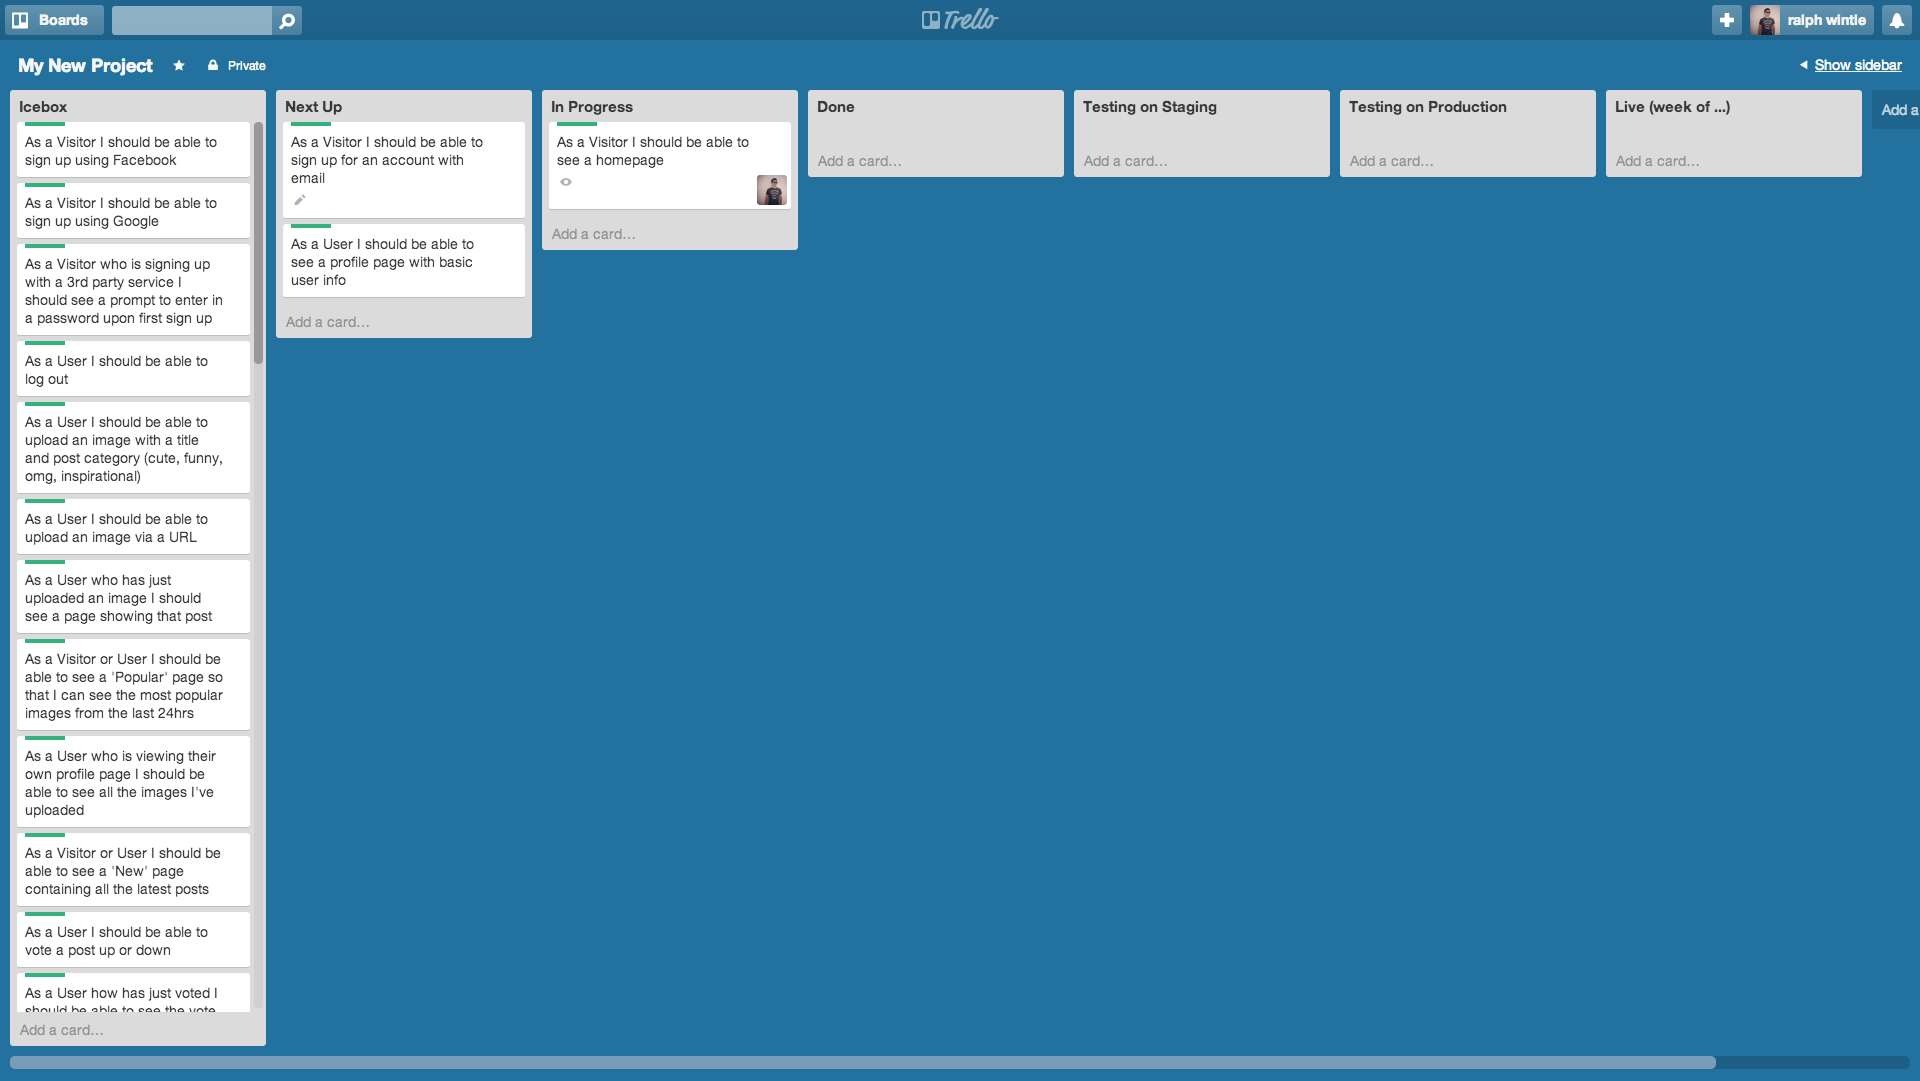 Boards
Trello
ralph wintle
My New Project
Private
Show sidebar
Icebox
As a Visitor I should be able to
sign up using Facebook
As a Visitor I should be able to
sign up using Google
As a Visitor who is signing up
with a 3rd party service I
should see a prompt to enter in
a password upon first sign up
As a User I should be able to
log out
As a User I should be able to
upload an image with a title
and post category (cute, funny,
omg, inspirational)
As a User I should be able to
upload an image via a URL
As a User who has just
uploaded an image I should
see a page showing that post
As a Visitor or User I should be
able to see a 'Popular' page so
that I can see the most popular
images from the last 24hrs
As a User who is viewing their
own profile page I should be
able to see all the images I've
uploaded
As a Visitor or User I should be
able to see a 'New' page
containing all the latest posts
As a User I should be able to
vote a post up or down
As a User how has just voted I
should be able to see the vote
Add a card...
Next Up
As a Visitor I should be able to
sign up for an account with
email
As a User I should be able to
see a profile page with basic
user info
Add a card...
In Progress
As a Visitor I should be able to
see a homepage
Add a card...
Done
Add a card...
Testing on Staging
Add a card...
Testing on Production
Add a card...
Live (week of ...)
Add a card...
Add a